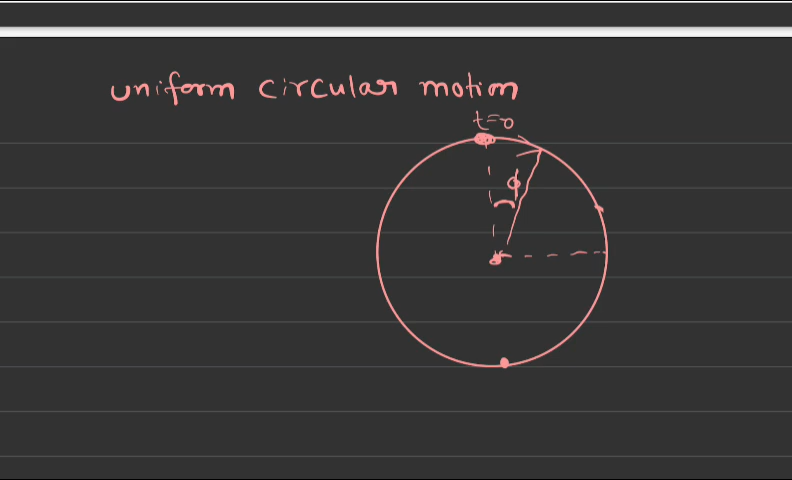 uniform circular motion
t=0
ϕ